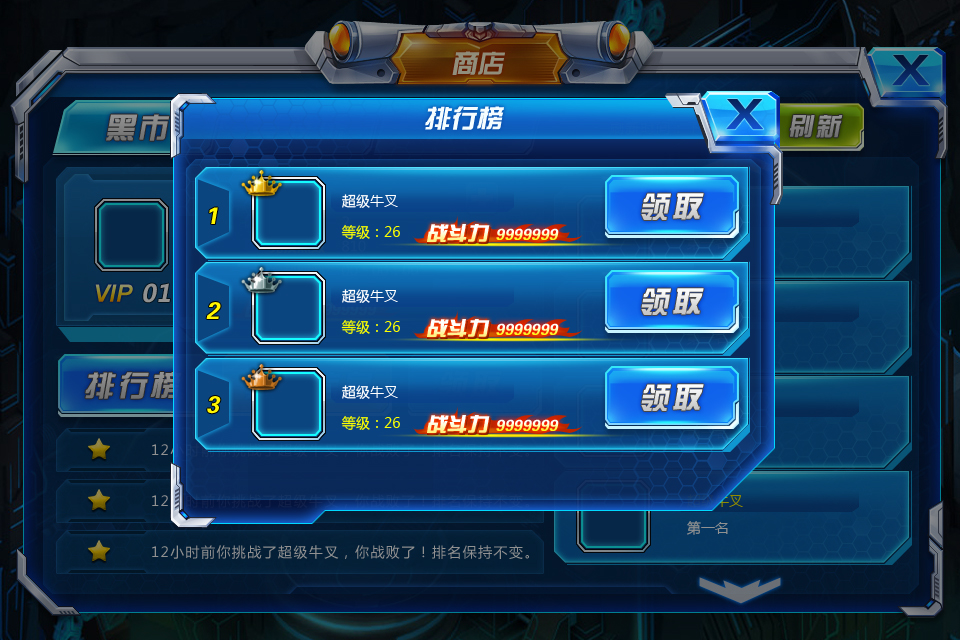 商店
黑市
刷新
排行榜
1
超级牛叉
等级：26
战斗力 9999999
领取
2
超级牛叉
等级：26
战斗力 9999999
领取
3
超级牛叉
等级：26
战斗力 9999999
领取
VIP 01
排行榜
12
12
12小时前你挑战了超级牛叉，你战败了！排名保持不变。
牛叉
第一名